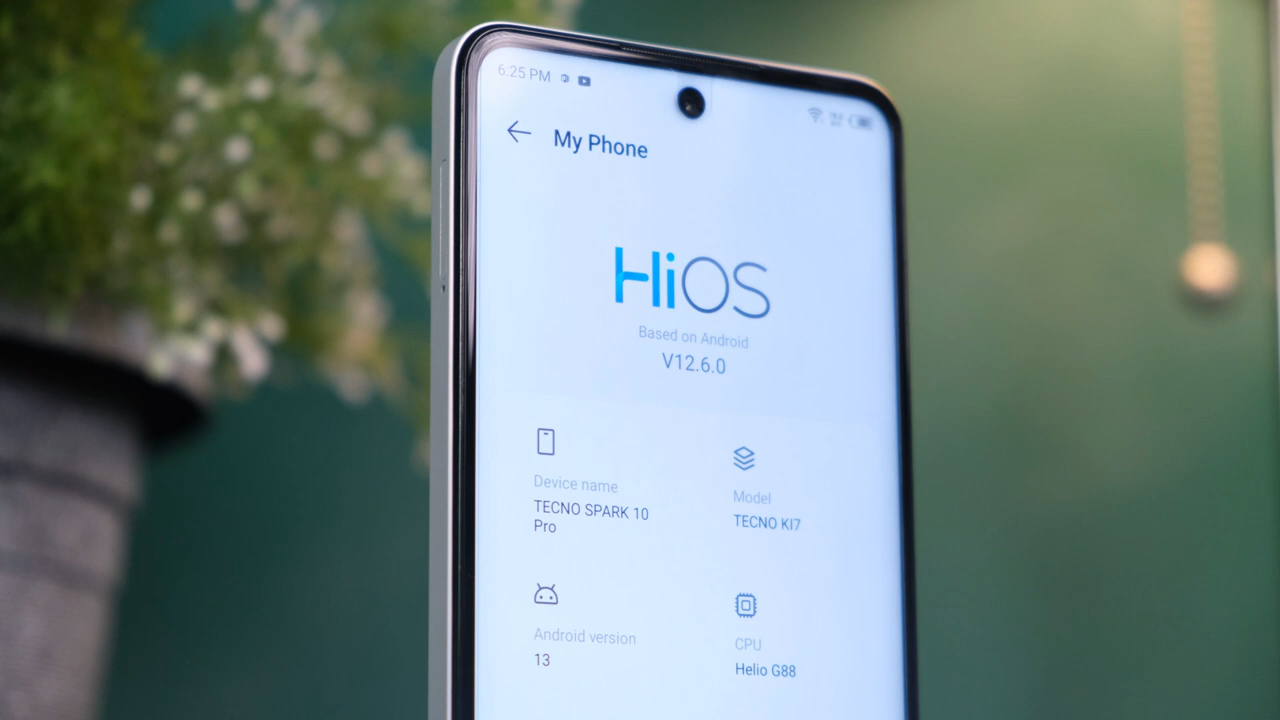 6:25 PM
My Phone
HiOS
Based on Android
V12.6.0
Device name
TECNO SPARK 10
Pro
Model
TECNO KI7
Android version
13
CPU
Helio G88